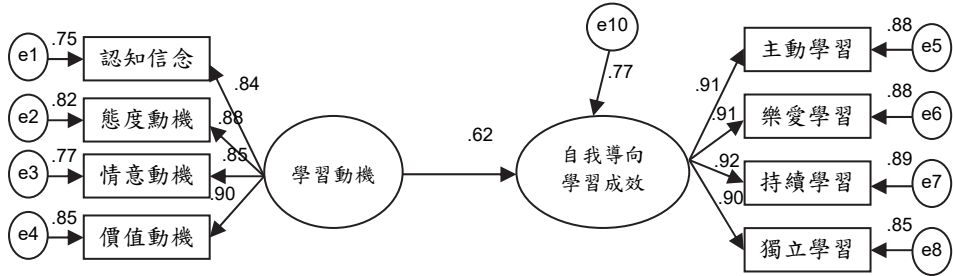 e1
.75
認知信念
.84
e2
.82
態度動機
.88
e3
.77
情意動機
.85
e4
.85
價值動機
.90
學習動機
.62
e10
.77
自我導向
學習成效
.91
主動學習
.88
e5
.91
樂愛學習
.88
e6
.92
持續學習
.89
e7
.90
獨立學習
.85
e8